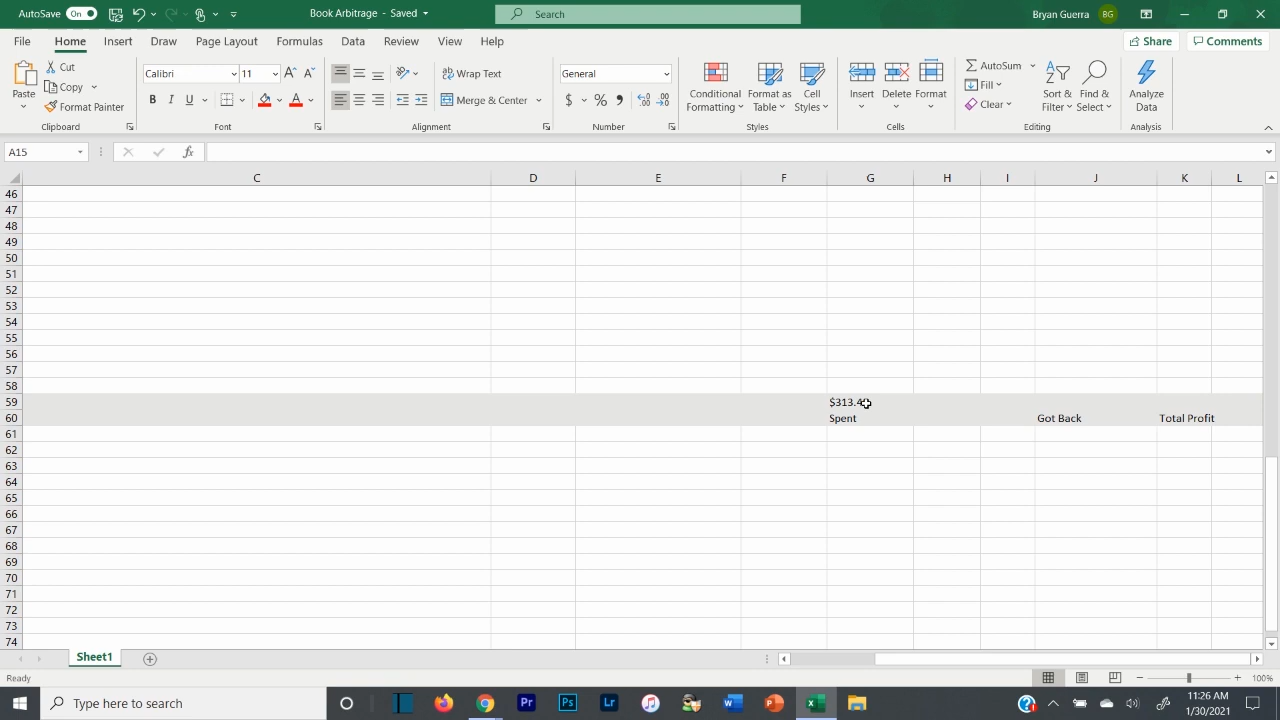 AutoSave On Book Arbitrage - Saved Search Bryan Guerra BG
File Home Insert Draw Page Layout Formulas Data Review View Help Share Comments
Paste Cut Copy Format Painter Clipboard
Calibri 11 B I U Font
Wrap Text Merge & Center Alignment
General $ % Number
Conditional Formatting Format as Table Cell Styles Styles
Insert Delete Format Cells
AutoSum Fill Clear Sort & Filter Find & Select Editing
Analyze Data Analysis
A15 fx
C D E F G H I J K L
46
47
48
49
50
51
52
53
54
55
56
57
58
59
60 Spent Got Back Total Profit
61
62
63
64
65
66
67
68
69
70
71
72
73
74
Sheet1
Ready 100%
Type here to search Pr Ps Lr 11:26 AM
1/30/2021